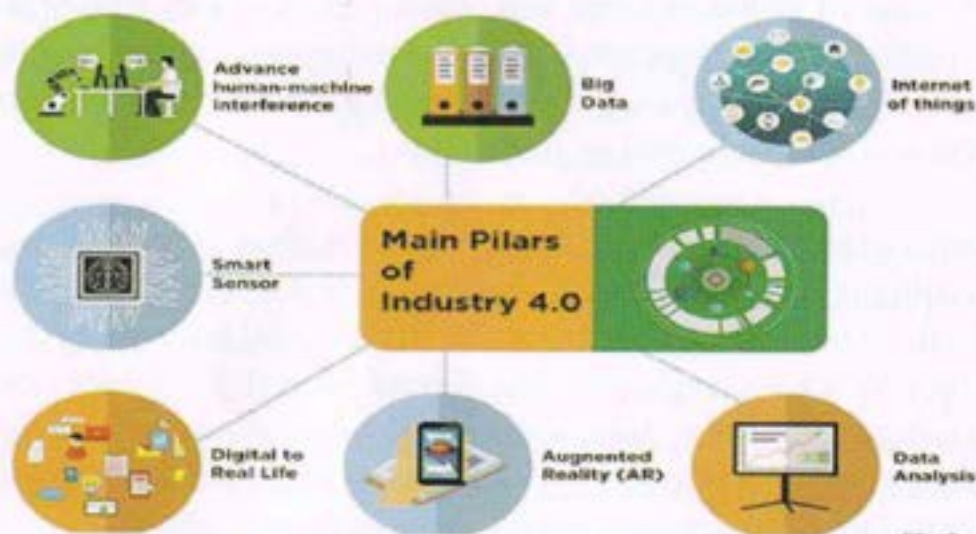 Advance
human-machine
interference
Big
Data
Internet
of things
Main Pilars
of
Industry 4.0
Smart
Sensor
Digital to
Real Life
Augmented
Reality (AR)
Data
Analysis